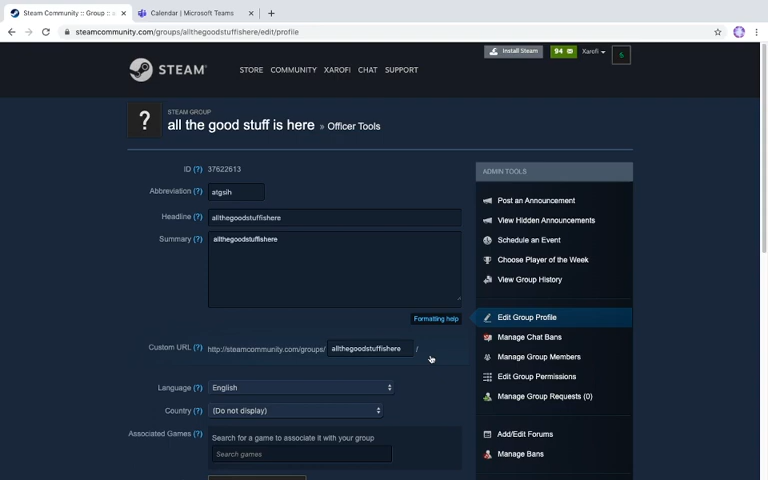 Steam Community :: Group :: a
Calendar | Microsoft Teams
steamcommunity.com/groups/allthegoodstuffishere/edit/profile
Install Steam
94
Xarofi
6
STEAM
STORE
COMMUNITY
XAROFI
CHAT
SUPPORT
?
STEAM GROUP
all the good stuff is here » Officer Tools
ID (?) 37622613
Abbreviation (?) atgsih
Headline (?) allthegoodstuffishere
Summary (?) allthegoodstuffishere
Formatting help
Custom URL (?) http://steamcommunity.com/groups/ allthegoodstuffishere /
Language (?) English
Country (?) (Do not display)
Associated Games (?) Search for a game to associate it with your group
Search games
ADMIN TOOLS
Post an Announcement
View Hidden Announcements
Schedule an Event
Choose Player of the Week
View Group History
Edit Group Profile
Manage Chat Bans
Manage Group Members
Edit Group Permissions
Manage Group Requests (0)
Add/Edit Forums
Manage Bans